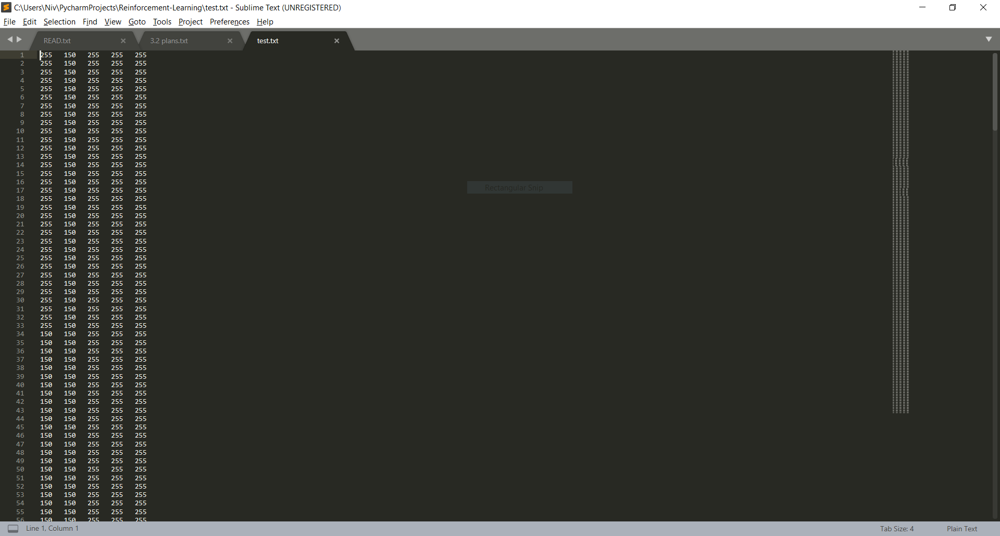 C:\Users\Niv\PycharmProjects\Reinforcement-Learning\test.txt - Sublime Text (UNREGISTERED)
File Edit Selection Find View Goto Tools Project Preferences Help
READ.txt 3.2 plans.txt test.txt
1 255 150 255 255 255
2 255 150 255 255 255
3 255 150 255 255 255
4 255 150 255 255 255
5 255 150 255 255 255
6 255 150 255 255 255
7 255 150 255 255 255
8 255 150 255 255 255
9 255 150 255 255 255
10 255 150 255 255 255
11 255 150 255 255 255
12 255 150 255 255 255
13 255 150 255 255 255
14 255 150 255 255 255
15 255 150 255 255 255
16 255 150 255 255 255
Rectangular Snip
17 255 150 255 255 255
18 255 150 255 255 255
19 255 150 255 255 255
20 255 150 255 255 255
21 255 150 255 255 255
22 255 150 255 255 255
23 255 150 255 255 255
24 255 150 255 255 255
25 255 150 255 255 255
26 255 150 255 255 255
27 255 150 255 255 255
28 255 150 255 255 255
29 255 150 255 255 255
30 255 150 255 255 255
31 255 150 255 255 255
32 255 150 255 255 255
33 255 150 255 255 255
34 150 150 255 255 255
35 150 150 255 255 255
36 150 150 255 255 255
37 150 150 255 255 255
38 150 150 255 255 255
39 150 150 255 255 255
40 150 150 255 255 255
41 150 150 255 255 255
42 150 150 255 255 255
43 150 150 255 255 255
44 150 150 255 255 255
45 150 150 255 255 255
46 150 150 255 255 255
47 150 150 255 255 255
48 150 150 255 255 255
49 150 150 255 255 255
50 150 150 255 255 255
51 150 150 255 255 255
52 150 150 255 255 255
53 150 150 255 255 255
54 150 150 255 255 255
55 150 150 255 255 255
56 150 150 255 255 255
Line 1, Column 1 Tab Size: 4 Plain Text